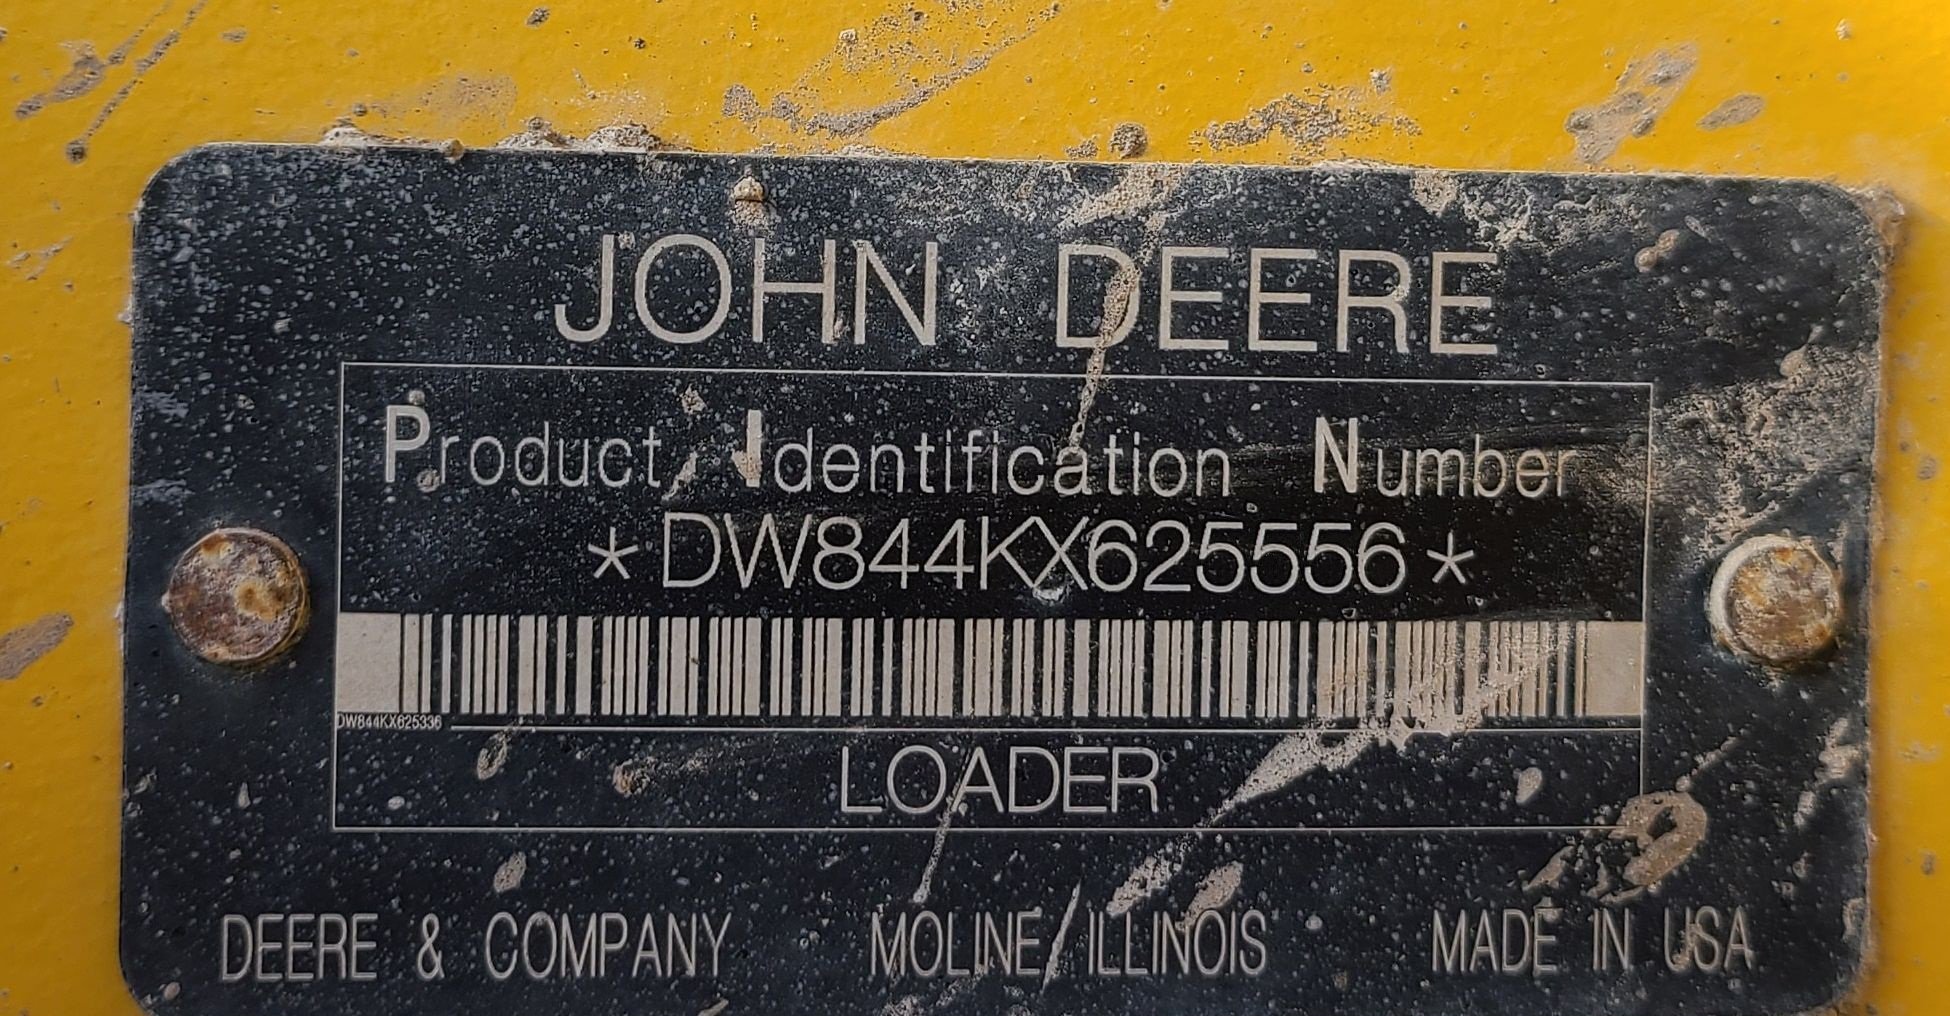 JOHN DEERE
Product Identification Number
*DW844KX625556*
DW844KX625336
LOADER
DEERE & COMPANY MOLINE/ILLINOIS MADE IN USA